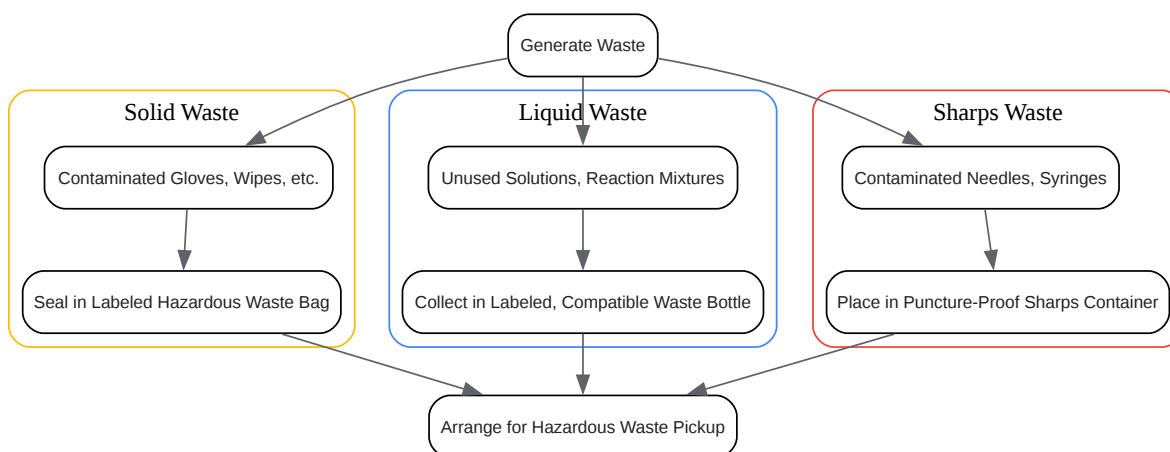 Generate Waste
Solid Waste
Liquid Waste
Sharps Waste
Contaminated Gloves, Wipes, etc.
Unused Solutions, Reaction Mixtures
Contaminated Needles, Syringes
Seal in Labeled Hazardous Waste Bag
Collect in Labeled, Compatible Waste Bottle
Place in Puncture-Proof Sharps Container
Arrange for Hazardous Waste Pickup